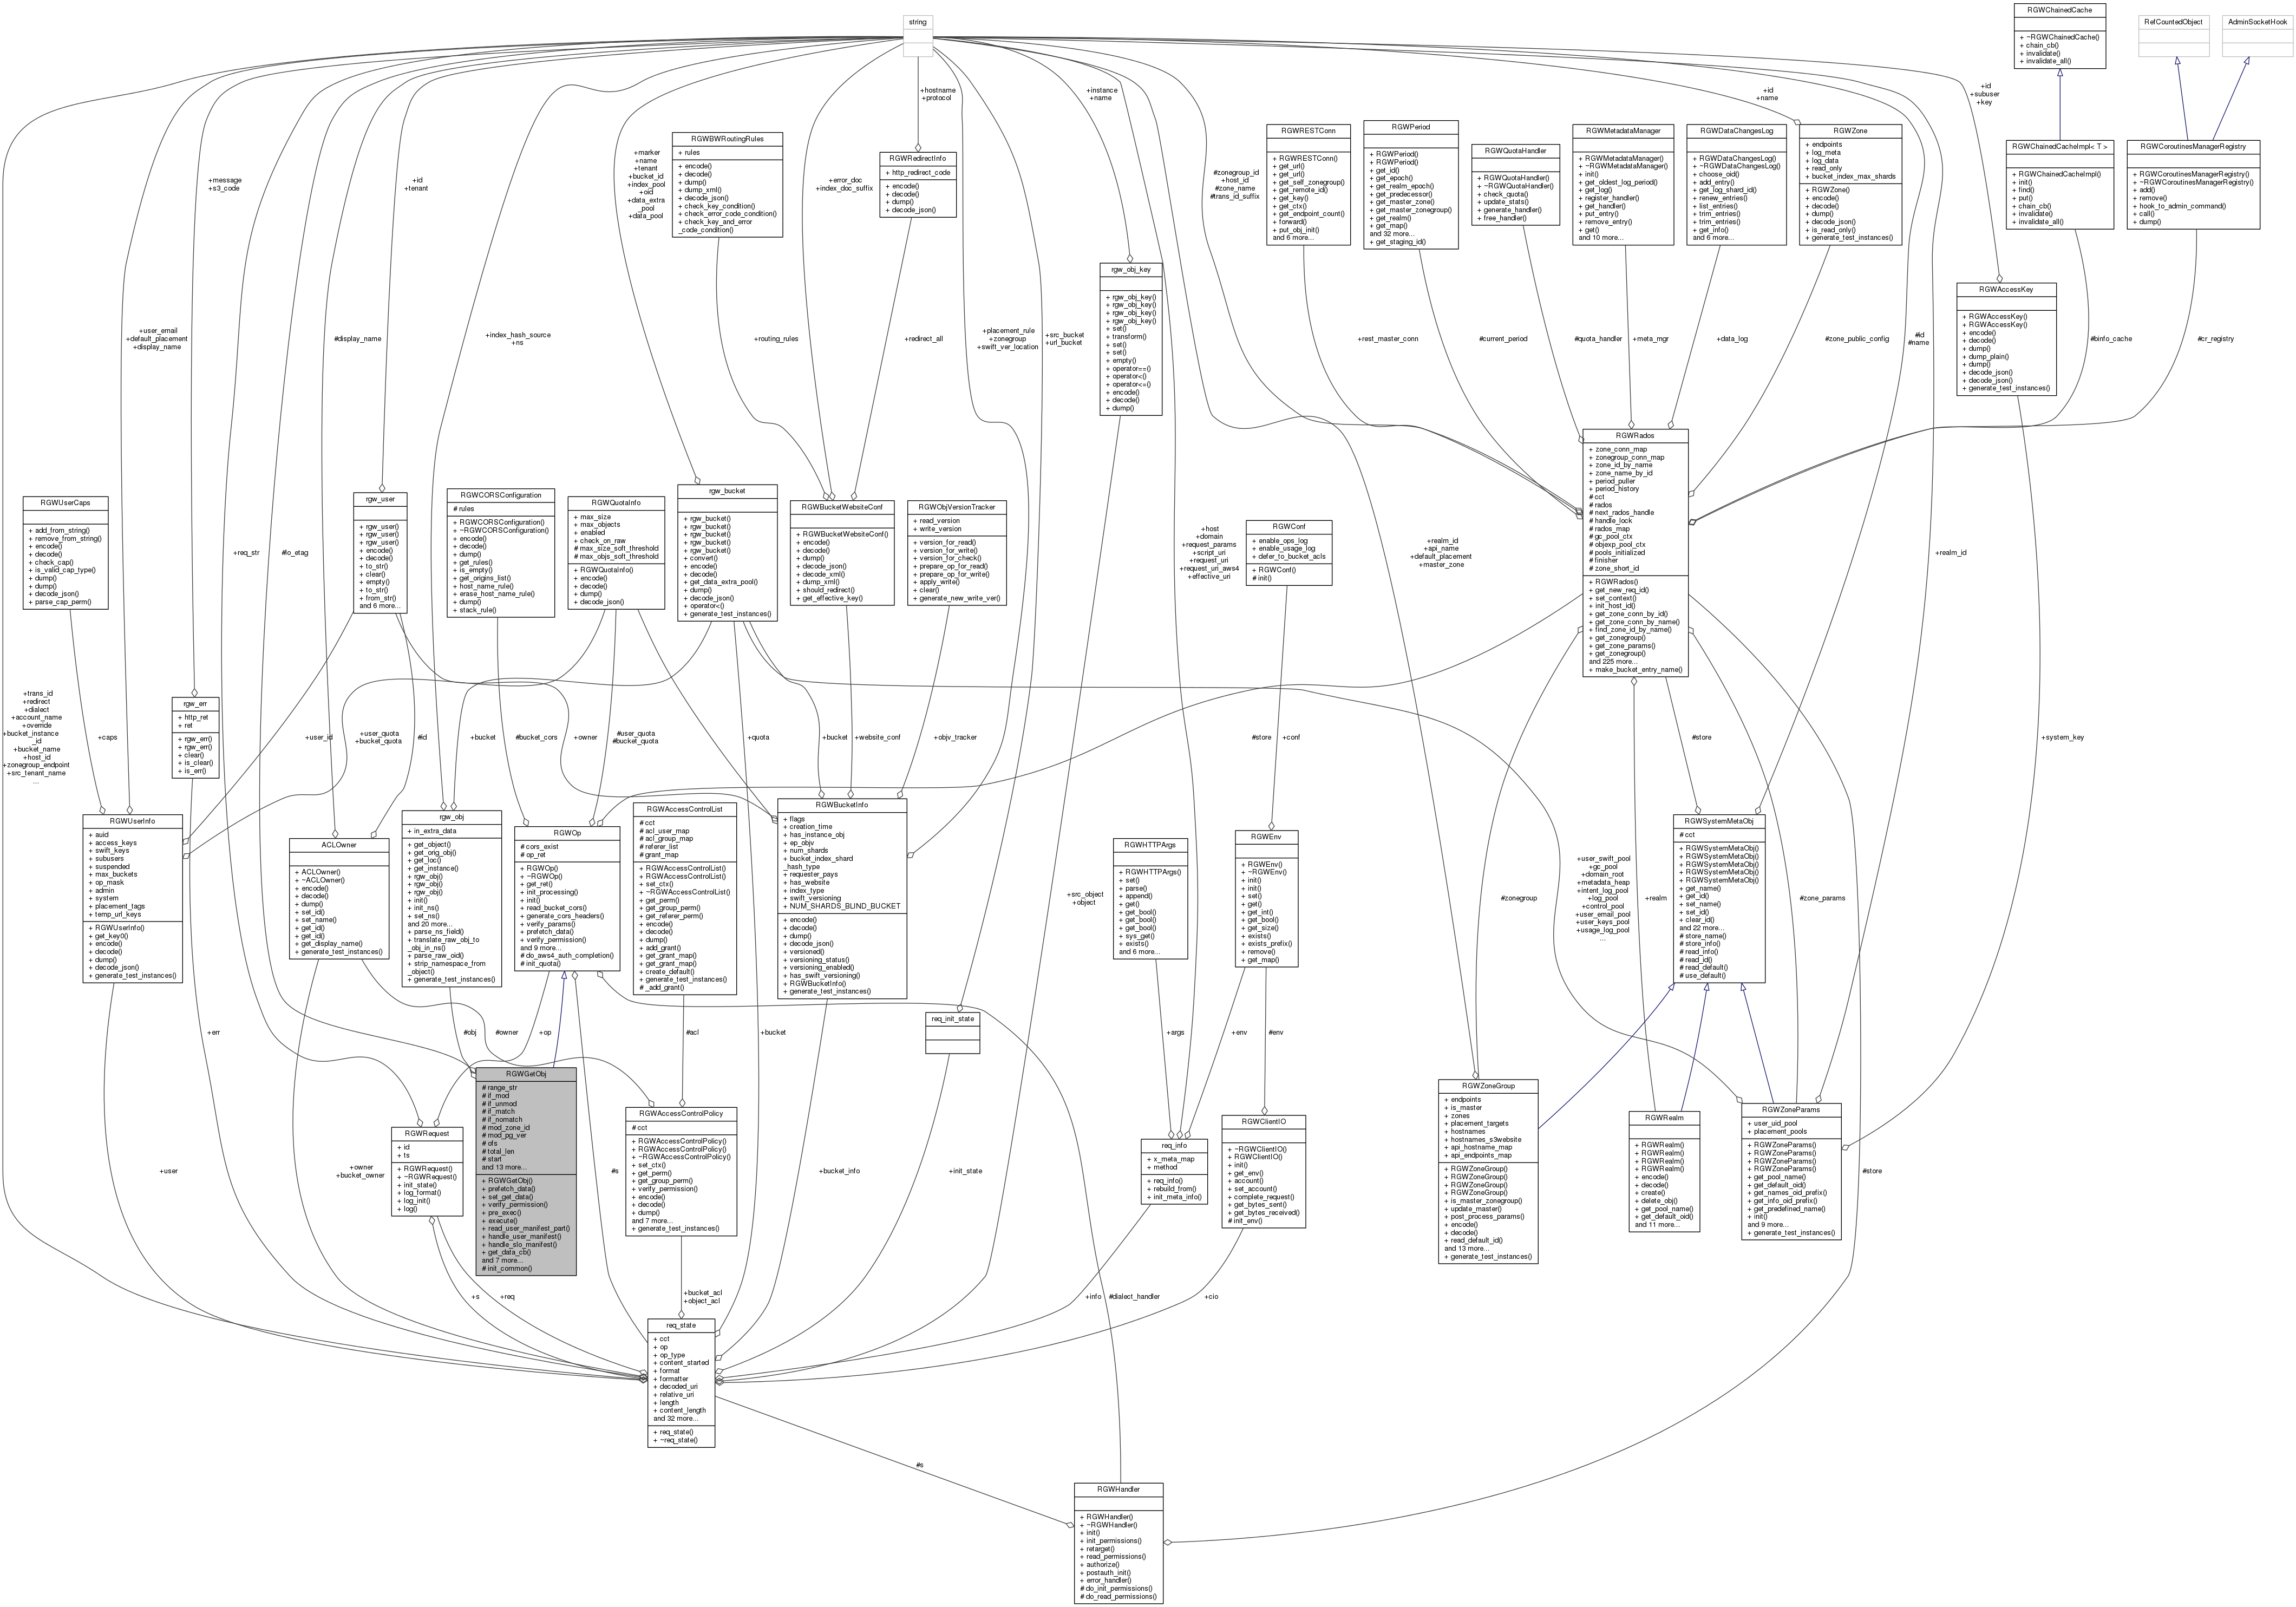 string
RGWChainedCache
+ ~RGWChainedCache()
+ chain_cb()
+ invalidate()
+ invalidate_all()
RefCountedObject
AdminSocketHook
+hostname
+protocol
+instance
+name
+id
+name
+id
+subuser
+key
+message
+s3_code
+id
+tenant
+marker
+name
+tenant
+bucket_id
+index_pool
+oid
+data_extra
_pool
+data_pool
RGWBWRoutingRules
+ rules
+ encode()
+ decode()
+ dump()
+ dump_xml()
+ decode_json()
+ check_key_condition()
+ check_error_code_condition()
+ check_key_and_error
_code_condition()
+error_doc
+index_doc_suffix
RGWRedirectInfo
+ http_redirect_code
+ encode()
+ decode()
+ dump()
+ decode_json()
#zonegroup_id
+host_id
#zone_name
#trans_id_suffix
RGWRESTConn
+ RGWRESTConn()
+ get_url()
+ get_url()
+ get_self_zonegroup()
+ get_remote_id()
+ get_key()
+ get_ctx()
+ get_endpoint_count()
+ forward()
+ put_obj_init()
and 6 more...
RGWPeriod
+ RGWPeriod()
+ RGWPeriod()
+ get_id()
+ get_epoch()
+ get_realm_epoch()
+ get_predecessor()
+ get_master_zone()
+ get_master_zonegroup()
+ get_realm()
+ get_map()
and 32 more...
+ get_staging_id()
RGWQuotaHandler
+ RGWQuotaHandler()
+ ~RGWQuotaHandler()
+ check_quota()
+ update_stats()
+ generate_handler()
+ free_handler()
RGWMetadataManager
+ RGWMetadataManager()
+ ~RGWMetadataManager()
+ init()
+ get_oldest_log_period()
+ get_log()
+ register_handler()
+ get_handler()
+ put_entry()
+ remove_entry()
+ get()
and 10 more...
RGWDataChangesLog
+ RGWDataChangesLog()
+ ~RGWDataChangesLog()
+ choose_oid()
+ add_entry()
+ get_log_shard_id()
+ renew_entries()
+ list_entries()
+ trim_entries()
+ trim_entries()
+ get_info()
and 6 more...
RGWZone
+ endpoints
+ log_meta
+ log_data
+ read_only
+ bucket_index_max_shards
+ RGWZone()
+ encode()
+ decode()
+ dump()
+ decode_json()
+ is_read_only()
+ generate_test_instances()
RGWChainedCacheImpl< T >
+ RGWChainedCacheImpl()
+ init()
+ find()
+ put()
+ chain_cb()
+ invalidate()
+ invalidate_all()
RGWCoroutinesManagerRegistry
+ RGWCoroutinesManagerRegistry()
+ ~RGWCoroutinesManagerRegistry()
+ add()
+ remove()
+ hook_to_admin_command()
+ call()
+ dump()
rgw_obj_key
+ rgw_obj_key()
+ rgw_obj_key()
+ rgw_obj_key()
+ rgw_obj_key()
+ set()
+ transform()
+ set()
+ set()
+ empty()
+ operator==()
+ operator<()
+ operator<=()
+ encode()
+ decode()
+ dump()
RGWAccessKey
+ RGWAccessKey()
+ RGWAccessKey()
+ encode()
+ decode()
+ dump()
+ dump_plain()
+ dump()
+ decode_json()
+ decode_json()
+ generate_test_instances()
+user_email
+default_placement
+display_name
#display_name
+index_hash_source
+ns
+routing_rules
+redirect_all
+placement_rule
+zonegroup
+swift_ver_location
+src_bucket
+url_bucket
+rest_master_conn
#current_period
#quota_handler
+meta_mgr
+data_log
#zone_public_config
#id
#name
#binfo_cache
#cr_registry
RGWRados
+ zone_conn_map
+ zonegroup_conn_map
+ zone_id_by_name
+ zone_name_by_id
+ period_puller
+ period_history
# cct
# rados
# next_rados_handle
# handle_lock
# rados_map
# gc_pool_ctx
# objexp_pool_ctx
# pools_initialized
# finisher
# zone_short_id
+ RGWRados()
+ get_new_req_id()
+ set_context()
+ init_host_id()
+ get_zone_conn_by_id()
+ get_zone_conn_by_name()
+ find_zone_id_by_name()
+ get_zonegroup()
+ get_zone_params()
+ get_zonegroup()
and 225 more...
+ make_bucket_entry_name()
RGWUserCaps
+ add_from_string()
+ remove_from_string()
+ encode()
+ decode()
+ check_cap()
+ is_valid_cap_type()
+ dump()
+ dump()
+ decode_json()
+ parse_cap_perm()
+req_str
#lo_etag
rgw_user
+ rgw_user()
+ rgw_user()
+ rgw_user()
+ encode()
+ decode()
+ to_str()
+ clear()
+ empty()
+ to_str()
+ from_str()
and 6 more...
RGWCORSConfiguration
# rules
+ RGWCORSConfiguration()
+ ~RGWCORSConfiguration()
+ encode()
+ decode()
+ dump()
+ get_rules()
+ is_empty()
+ get_origins_list()
+ host_name_rule()
+ erase_host_name_rule()
+ dump()
+ stack_rule()
RGWQuotaInfo
+ max_size
+ max_objects
+ enabled
+ check_on_raw
# max_size_soft_threshold
# max_objs_soft_threshold
+ RGWQuotaInfo()
+ encode()
+ decode()
+ dump()
+ decode_json()
rgw_bucket
+ rgw_bucket()
+ rgw_bucket()
+ rgw_bucket()
+ rgw_bucket()
+ rgw_bucket()
+ convert()
+ encode()
+ decode()
+ get_data_extra_pool()
+ dump()
+ decode_json()
+ operator<()
+ generate_test_instances()
RGWBucketWebsiteConf
+ RGWBucketWebsiteConf()
+ encode()
+ decode()
+ dump()
+ decode_json()
+ decode_xml()
+ dump_xml()
+ should_redirect()
+ get_effective_key()
RGWObjVersionTracker
+ read_version
+ write_version
+ version_for_read()
+ version_for_write()
+ version_for_check()
+ prepare_op_for_read()
+ prepare_op_for_write()
+ apply_write()
+ clear()
+ generate_new_write_ver()
+host
+domain
+request_params
+script_uri
+request_uri
+request_uri_aws4
+effective_uri
RGWConf
+ enable_ops_log
+ enable_usage_log
+ defer_to_bucket_acls
+ RGWConf()
# init()
+realm_id
+api_name
+default_placement
+master_zone
+realm_id
+trans_id
+redirect
+dialect
+account_name
+override
+bucket_instance
_id
+bucket_name
+host_id
+zonegroup_endpoint
+src_tenant_name
...
+caps
rgw_err
+ http_ret
+ ret
+ rgw_err()
+ rgw_err()
+ clear()
+ is_clear()
+ is_err()
+user_id
+user_quota
+bucket_quota
#id
+bucket
#bucket_cors
+owner
#user_quota
#bucket_quota
+quota
+bucket
+website_conf
+objv_tracker
#store
+conf
#store
+system_key
RGWUserInfo
+ auid
+ access_keys
+ swift_keys
+ subusers
+ suspended
+ max_buckets
+ op_mask
+ admin
+ system
+ placement_tags
+ temp_url_keys
+ RGWUserInfo()
+ get_key0()
+ encode()
+ decode()
+ dump()
+ decode_json()
+ generate_test_instances()
ACLOwner
+ ACLOwner()
+ ~ACLOwner()
+ encode()
+ decode()
+ dump()
+ set_id()
+ set_name()
+ get_id()
+ get_id()
+ get_display_name()
+ generate_test_instances()
rgw_obj
+ in_extra_data
+ get_object()
+ get_orig_obj()
+ get_loc()
+ get_instance()
+ rgw_obj()
+ rgw_obj()
+ rgw_obj()
+ init()
+ init_ns()
+ set_ns()
and 20 more...
+ parse_ns_field()
+ translate_raw_obj_to
_obj_in_ns()
+ parse_raw_oid()
+ strip_namespace_from
_object()
+ generate_test_instances()
RGWOp
# cors_exist
# op_ret
+ RGWOp()
+ ~RGWOp()
+ get_ret()
+ init_processing()
+ init()
+ read_bucket_cors()
+ generate_cors_headers()
+ verify_params()
+ prefetch_data()
+ verify_permission()
and 9 more...
# do_aws4_auth_completion()
# init_quota()
RGWAccessControlList
# cct
# acl_user_map
# acl_group_map
# referer_list
# grant_map
+ RGWAccessControlList()
+ RGWAccessControlList()
+ set_ctx()
+ ~RGWAccessControlList()
+ get_perm()
+ get_group_perm()
+ get_referer_perm()
+ encode()
+ decode()
+ dump()
+ add_grant()
+ get_grant_map()
+ get_grant_map()
+ create_default()
+ generate_test_instances()
# _add_grant()
RGWBucketInfo
+ flags
+ creation_time
+ has_instance_obj
+ ep_objv
+ num_shards
+ bucket_index_shard
_hash_type
+ requester_pays
+ has_website
+ index_type
+ swift_versioning
+ NUM_SHARDS_BLIND_BUCKET
+ encode()
+ decode()
+ dump()
+ decode_json()
+ versioned()
+ versioning_status()
+ versioning_enabled()
+ has_swift_versioning()
+ RGWBucketInfo()
+ generate_test_instances()
+src_object
+object
RGWHTTPArgs
+ RGWHTTPArgs()
+ set()
+ parse()
+ append()
+ get()
+ get_bool()
+ get_bool()
+ get_bool()
+ sys_get()
+ exists()
and 6 more...
RGWEnv
+ RGWEnv()
+ ~RGWEnv()
+ init()
+ init()
+ set()
+ get()
+ get_int()
+ get_bool()
+ get_size()
+ exists()
+ exists_prefix()
+ remove()
+ get_map()
#zonegroup
+user_swift_pool
+gc_pool
+domain_root
+metadata_heap
+intent_log_pool
+log_pool
+control_pool
+user_email_pool
+user_keys_pool
+usage_log_pool
...
+realm
RGWSystemMetaObj
# cct
+ RGWSystemMetaObj()
+ RGWSystemMetaObj()
+ RGWSystemMetaObj()
+ RGWSystemMetaObj()
+ RGWSystemMetaObj()
+ get_name()
+ get_id()
+ set_name()
+ set_id()
+ clear_id()
and 22 more...
# store_name()
# store_info()
# read_info()
# read_id()
# read_default()
# use_default()
#zone_params
+err
#obj
#owner
+op
#acl
+bucket
req_init_state
+args
+env
#env
RGWRequest
+ id
+ ts
+ RGWRequest()
+ ~RGWRequest()
+ init_state()
+ log_format()
+ log_init()
+ log()
RGWGetObj
# range_str
# if_mod
# if_unmod
# if_match
# if_nomatch
# mod_zone_id
# mod_pg_ver
# ofs
# total_len
# start
and 13 more...
+ RGWGetObj()
+ prefetch_data()
+ set_get_data()
+ verify_permission()
+ pre_exec()
+ execute()
+ read_user_manifest_part()
+ handle_user_manifest()
+ handle_slo_manifest()
+ get_data_cb()
and 7 more...
# init_common()
RGWAccessControlPolicy
# cct
+ RGWAccessControlPolicy()
+ RGWAccessControlPolicy()
+ ~RGWAccessControlPolicy()
+ set_ctx()
+ get_perm()
+ get_group_perm()
+ verify_permission()
+ encode()
+ decode()
+ dump()
and 7 more...
+ generate_test_instances()
req_info
+ x_meta_map
+ method
+ req_info()
+ rebuild_from()
+ init_meta_info()
RGWClientIO
+ ~RGWClientIO()
+ RGWClientIO()
+ init()
+ get_env()
+ account()
+ set_account()
+ complete_request()
+ get_bytes_sent()
+ get_bytes_received()
# init_env()
RGWZoneGroup
+ endpoints
+ is_master
+ zones
+ placement_targets
+ hostnames
+ hostnames_s3website
+ api_hostname_map
+ api_endpoints_map
+ RGWZoneGroup()
+ RGWZoneGroup()
+ RGWZoneGroup()
+ RGWZoneGroup()
+ is_master_zonegroup()
+ update_master()
+ post_process_params()
+ encode()
+ decode()
+ read_default_id()
and 13 more...
+ generate_test_instances()
RGWRealm
+ RGWRealm()
+ RGWRealm()
+ RGWRealm()
+ RGWRealm()
+ encode()
+ decode()
+ create()
+ delete_obj()
+ get_pool_name()
+ get_default_oid()
and 11 more...
RGWZoneParams
+ user_uid_pool
+ placement_pools
+ RGWZoneParams()
+ RGWZoneParams()
+ RGWZoneParams()
+ RGWZoneParams()
+ get_pool_name()
+ get_default_oid()
+ get_names_oid_prefix()
+ get_info_oid_prefix()
+ get_predefined_name()
+ init()
and 9 more...
+ generate_test_instances()
+user
+owner
+bucket_owner
#s
+bucket_info
+init_state
#store
+s
+req
+bucket_acl
+object_acl
+info
#dialect_handler
+cio
req_state
+ cct
+ op
+ op_type
+ content_started
+ format
+ formatter
+ decoded_uri
+ relative_uri
+ length
+ content_length
and 32 more...
+ req_state()
+ ~req_state()
#s
RGWHandler
+ RGWHandler()
+ ~RGWHandler()
+ init()
+ init_permissions()
+ retarget()
+ read_permissions()
+ authorize()
+ postauth_init()
+ error_handler()
# do_init_permissions()
# do_read_permissions()